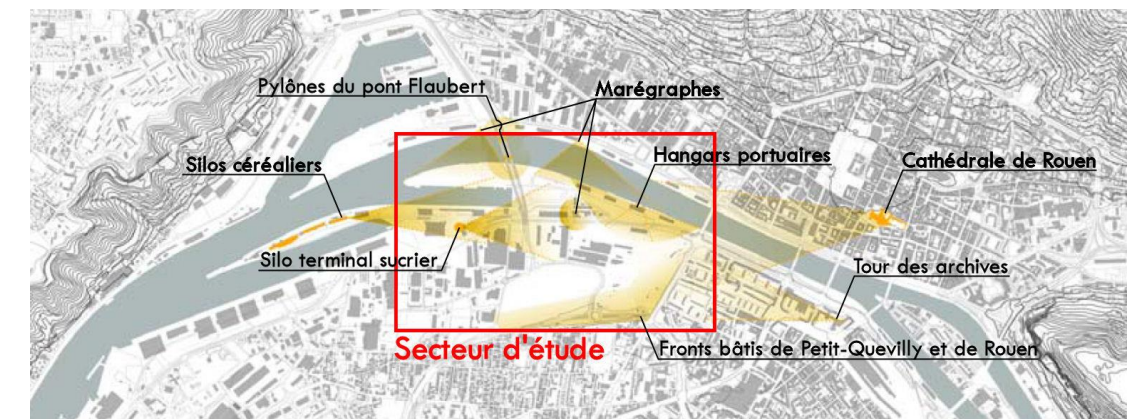 Pylônes du pont Flaubert
Marégraphes
Silos céréaliers
Hangars portuaires
Cathédrale de Rouen
Silo terminal sucrier
Tour des archives
Secteur d'étude
Fronts bâtis de Petit-Quevilly et de Rouen